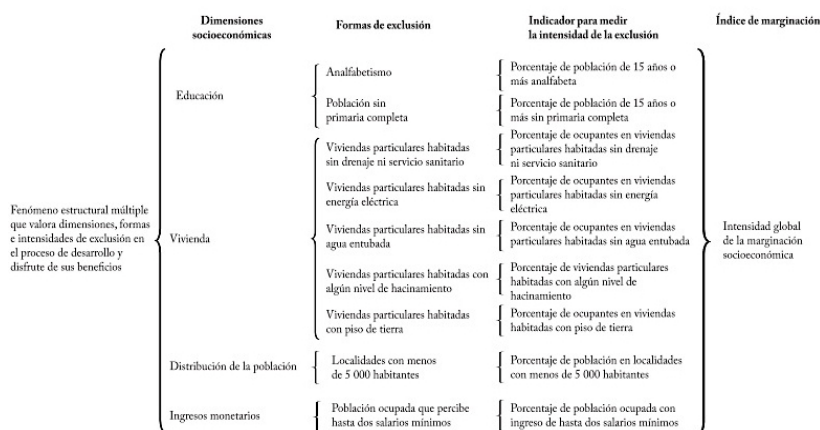 Dimensiones
socioeconómicas
Formas de exclusión
Indicador para medir
la intensidad de la exclusión
Índice de marginación
Fenómeno estructural múltiple
que valora dimensiones, formas
e intensidades de exclusión en
el proceso de desarrollo y
disfrute de sus beneficios
Educación
Analfabetismo
Porcentaje de población de 15 años o
más analfabeta
Población sin
primaria completa
Porcentaje de población de 15 años o
más sin primaria completa
Vivienda
Viviendas particulares habitadas
sin drenaje ni servicio sanitario
Porcentaje de ocupantes en viviendas
particulares habitadas sin drenaje
ni servicio sanitario
Viviendas particulares habitadas sin
energía eléctrica
Porcentaje de ocupantes en viviendas
particulares habitadas sin energía
eléctrica
Viviendas particulares habitadas sin
agua entubada
Porcentaje de ocupantes en viviendas
particulares habitadas sin agua entubada
Viviendas particulares habitadas con
algún nivel de hacinamiento
Porcentaje de viviendas particulares
habitadas con algún nivel de
hacinamiento
Viviendas particulares habitadas
con piso de tierra
Porcentaje de ocupantes en viviendas
habitadas con piso de tierra
Distribución de la población
Localidades con menos
de 5 000 habitantes
Porcentaje de población en localidades
con menos de 5 000 habitantes
Ingresos monetarios
Población ocupada que percibe
hasta dos salarios mínimos
Porcentaje de población ocupada con
ingreso de hasta dos salarios mínimos
Intensidad global
de la marginación
socioeconómica